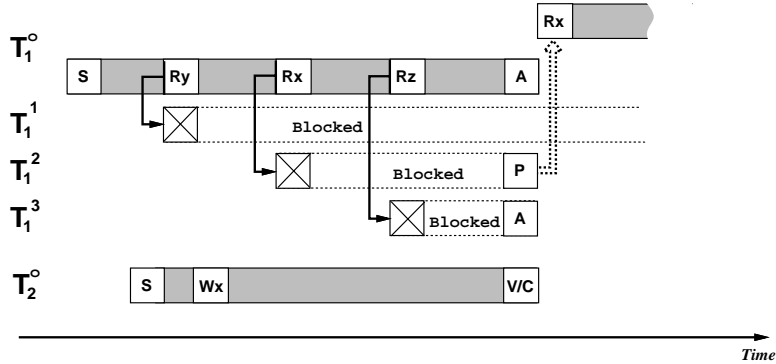 Rx
T₁° S Ry Rx Rz A
T₁¹ Blocked
T₁² Blocked P
T₁³ Blocked A
T₂° S Wx V/C
Time